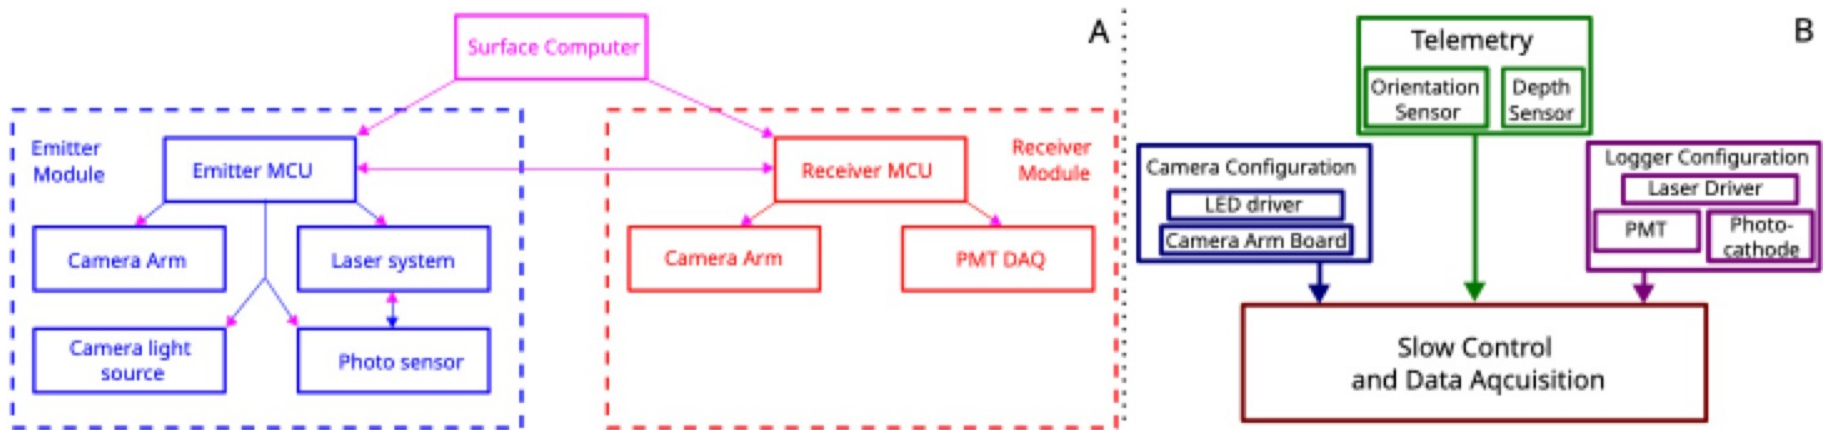 A
Surface Computer
Emitter
Module
Emitter MCU
Camera Arm
Laser system
Camera light
source
Photo sensor
Receiver
Module
Receiver MCU
Camera Arm
PMT DAQ
B
Telemetry
Orientation
Sensor
Depth
Sensor
Camera Configuration
LED driver
Camera Arm Board
Logger Configuration
Laser Driver
PMT
Photo-
cathode
Slow Control
and Data Aqcuisition